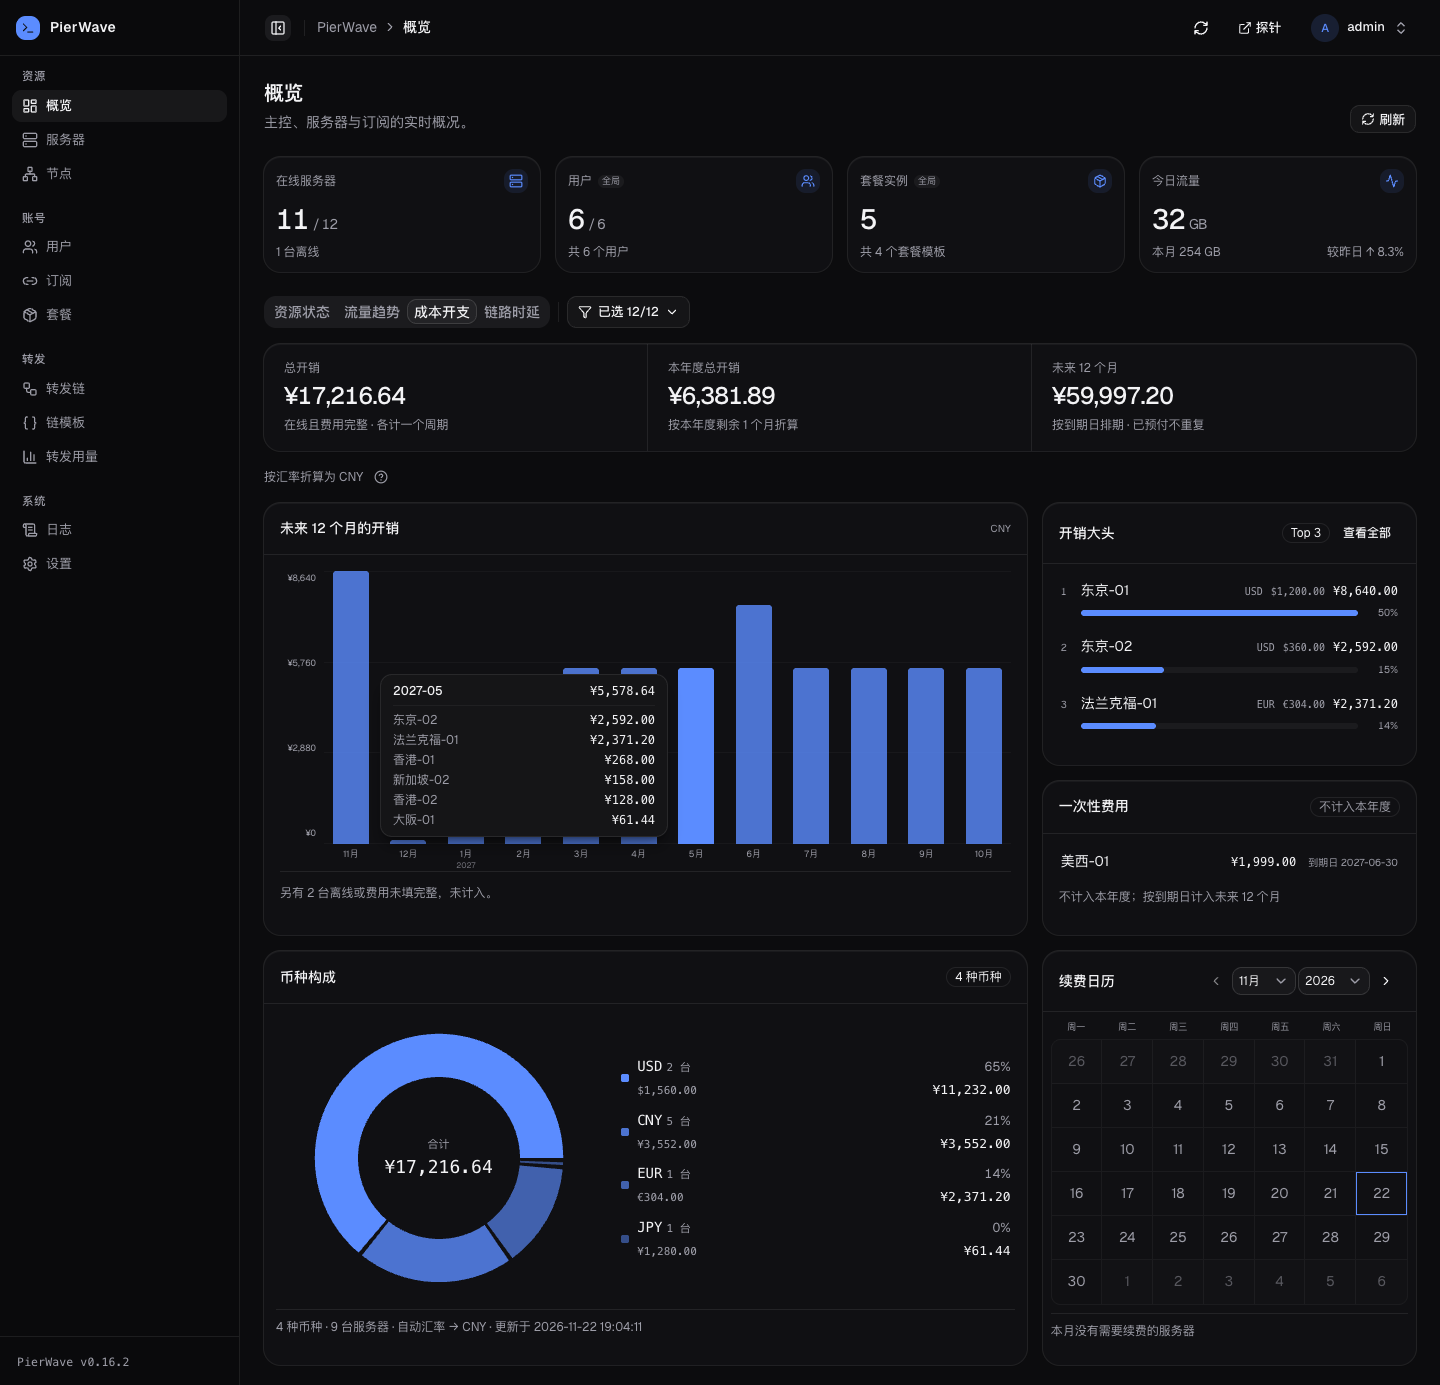 PierWave
PierWave > 概览
探针
A admin
资源
概览
服务器
节点
账号
用户
订阅
套餐
转发
转发链
链模板
转发用量
系统
日志
设置
PierWave v0.16.2
概览
主控、服务器与订阅的实时概况。
刷新
在线服务器
11 / 12
1 台离线
用户 全局
6 / 6
共 6 个用户
套餐实例 全局
5
共 4 个套餐模板
今日流量
32 GB
本月 254 GB 较昨日 ↑ 8.3%
资源状态 流量趋势 成本开支 链路时延 已选 12/12
总开销
¥17,216.64
在线且费用完整 · 各计一个周期
本年度总开销
¥6,381.89
按本年度剩余 1 个月折算
未来 12 个月
¥59,997.20
按到期日排期 · 已预付不重复
按汇率折算为 CNY
未来 12 个月的开销 CNY
¥8,640
¥5,760
¥2,880
¥0
2027-05 ¥5,578.64
东京-02 ¥2,592.00
法兰克福-01 ¥2,371.20
香港-01 ¥268.00
新加坡-02 ¥158.00
香港-02 ¥128.00
大阪-01 ¥61.44
11月 12月 1月 2月 3月 4月 5月 6月 7月 8月 9月 10月
2027
另有 2 台离线或费用未填完整，未计入。
开销大头 Top 3 查看全部
1 东京-01 USD $1,200.00 ¥8,640.00
50%
2 东京-02 USD $360.00 ¥2,592.00
15%
3 法兰克福-01 EUR €304.00 ¥2,371.20
14%
一次性费用 不计入本年度
美西-01 ¥1,999.00 到期日 2027-06-30
不计入本年度；按到期日计入未来 12 个月
币种构成 4 种币种
合计
¥17,216.64
USD 2 台 65%
$1,560.00 ¥11,232.00
CNY 5 台 21%
¥3,552.00 ¥3,552.00
EUR 1 台 14%
€304.00 ¥2,371.20
JPY 1 台 0%
¥1,280.00 ¥61.44
4 种币种 · 9 台服务器 · 自动汇率 → CNY · 更新于 2026-11-22 19:04:11
续费日历 11月 2026
周一 周二 周三 周四 周五 周六 周日
26 27 28 29 30 31 1
2 3 4 5 6 7 8
9 10 11 12 13 14 15
16 17 18 19 20 21 22
23 24 25 26 27 28 29
30 1 2 3 4 5 6
本月没有需要续费的服务器